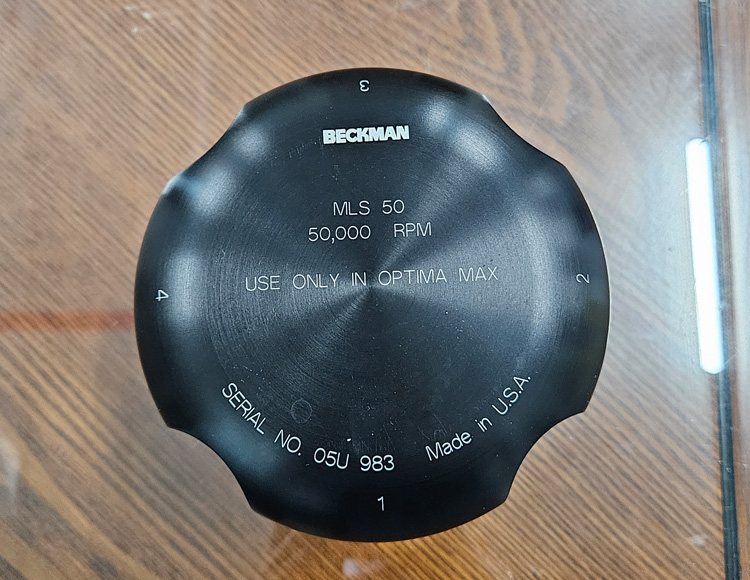 3
BECKMAN
MLS 50
50,000 RPM
USE ONLY IN OPTIMA MAX
4
2
SERIAL NO. 05U 983
Made in U.S.A.
1